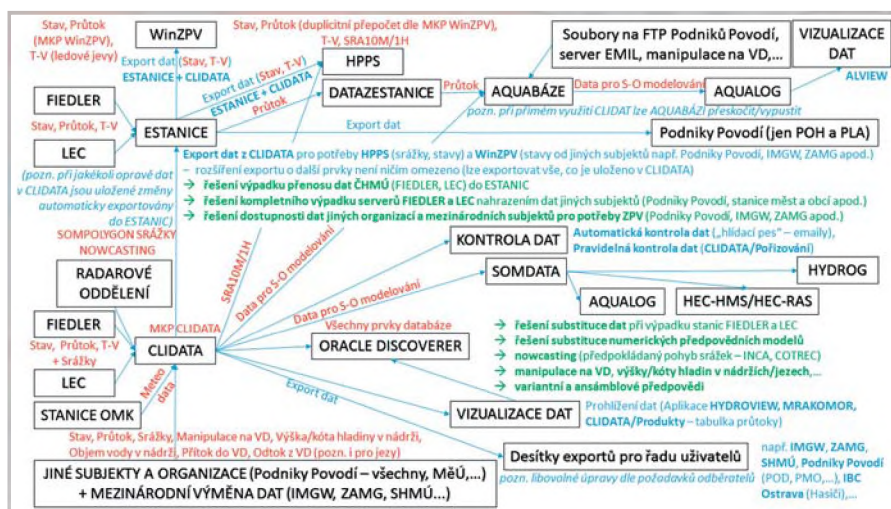 Stav, Průtok
(MKP WinZPV),
T-V (ledové jevy)
WinZPV
Stav, Průtok (duplicitní přepočet dle MKP WinZPV),
T-V, SRA10M/1H
Export dat (Stav, T-V)
ESTANICE + CLIDATA
Export dat (Stav, T-V)
ESTANICE + CLIDATA
Průtok
HPPS
DATAZESTANICE
Průtok
AQUABÁZE
Soubory na FTP Podniků Povodí,
server EMIL, manipulace na VD,...
VIZUALIZACE
DAT
ALVIEW
Data pro S-O modelování
AQUALOG
pozn. při přímém využití CLIDAT lze AQUABÁZI přeskočit/vypustit
FIEDLER
Stav, Průtok, T-V
ESTANICE
LEC
Export dat
Podniky Povodí (jen POH a PLA)
(pozn. při jakékoli opravě dat
v CLIDATA jsou uložené změny
automaticky exportovány
do ESTANIC)
Export dat z CLIDATA pro potřeby HPPS (srážky, stavy) a WinZPV (stavy od jiných subjektů např. Podniky Povodí, IMGW, ZAMG apod.)
– rozšíření exportu o další prvky není ničím omezeno (lze exportovat vše, co je uloženo v CLIDATA)
→ řešení výpadku přenosu dat ČHMÚ (FIEDLER, LEC) do ESTANIC
→ řešení kompletního výpadku serverů FIEDLER a LEC nahrazením dat jiných subjektů (Podniky Povodí, stanice měst a obcí apod.)
→ řešení dostupnosti dat jiných organizací a mezinárodních subjektů pro potřeby ZPV (Podniky Povodí, IMGW, ZAMG apod.)
SOMPOLYGON SRÁŽKY
NOWCASTING
RADAROVÉ
ODDĚLENÍ
SRA10M/1H
Data pro S-O modelování
KONTROLA DAT
Automatická kontrola dat („hlídací pes" – emaily),
Pravidelná kontrola dat (CLIDATA/Pořizování)
Data pro S-O modelování
SOMDATA
HYDROG
AQUALOG
HEC-HMS/HEC-RAS
FIEDLER
Stav, Průtok, T-V
+ Srážky
MKP CLIDATA
CLIDATA
LEC
Meteo
data
STANICE OMK
Všechny prvky databáze
ORACLE DISCOVERER
→ řešení substituce dat při výpadku stanic FIEDLER a LEC
→ řešení substituce numerických předpovědních modelů
→ nowcasting (předpokládaný pohyb srážek – INCA, COTREC)
→ manipulace na VD, výšky/kóty hladin v nádržích/jezech,...
→ variantní a ansámblové předpovědi
Export dat
VIZUALIZACE DAT
Prohlížení dat (Aplikace HYDROVIEW, MRAKOMOR,
CLIDATA/Produkty – tabulka průtoky)
Stav, Průtok, Srážky, Manipulace na VD, Výška/kóta hladiny v nádrži,
Objem vody v nádrži, Přítok do VD, Odtok z VD (pozn. i pro jezy)
JINÉ SUBJEKTY A ORGANIZACE (Podniky Povodí – všechny, MěÚ,...)
+ MEZINÁRODNÍ VÝMĚNA DAT (IMGW, ZAMG, SHMÚ...)
Desítky exportů pro řadu uživatelů
pozn. libovolné úpravy dle požadavků odběratelů
např. IMGW, ZAMG,
SHMÚ, Podniky Povodí
(POD, PMO,...), IBC
Ostrava (Hasiči),...